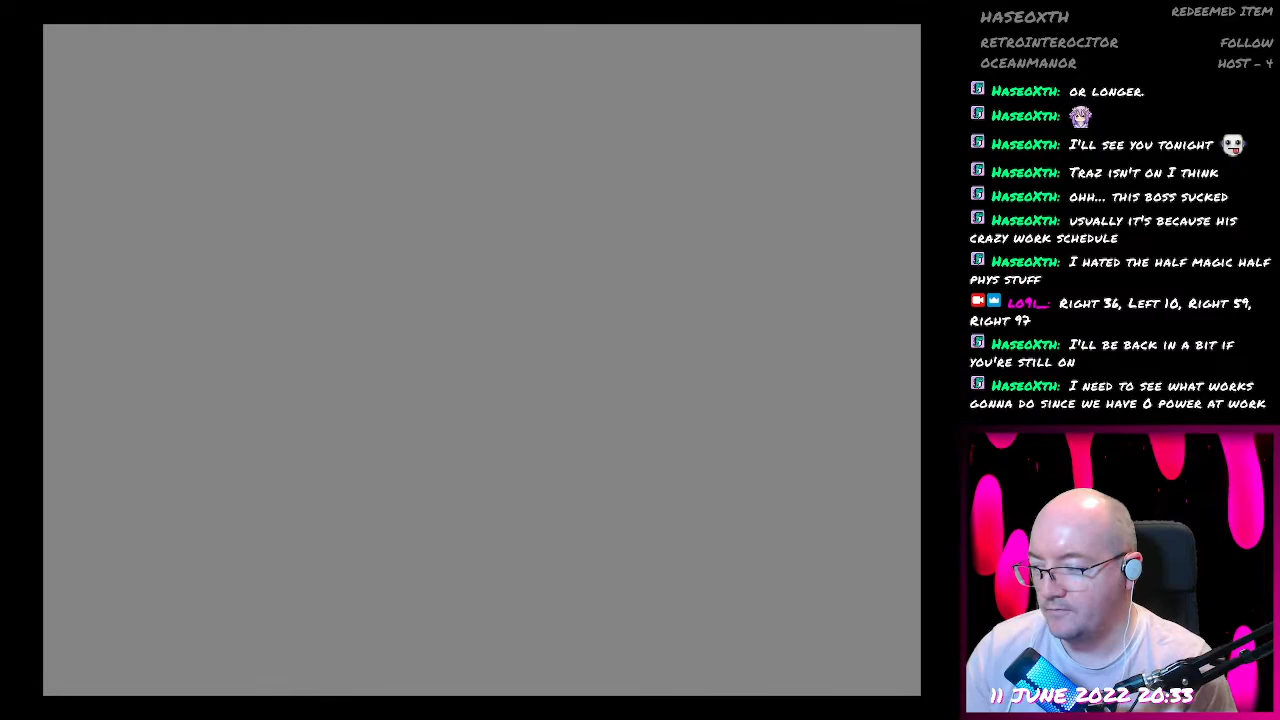 HaseoXth
Redeemed Item
RetroInterocitor
Follow
OceanManor
Host - 4
HaseoXth: or longer.
HaseoXth:
HaseoXth: I'll see you tonight
HaseoXth: Traz isn't on I think
HaseoXth: ohh... this boss sucked
HaseoXth: usually it's because his
crazy work schedule
HaseoXth: I hated the half magic half
phys stuff
lo91_: Right 36, Left 10, Right 59,
Right 97
HaseoXth: I'll be back in a bit if
you're still on
HaseoXth: I need to see what works
gonna do since we have 0 power at work
11 June 2022 20:33